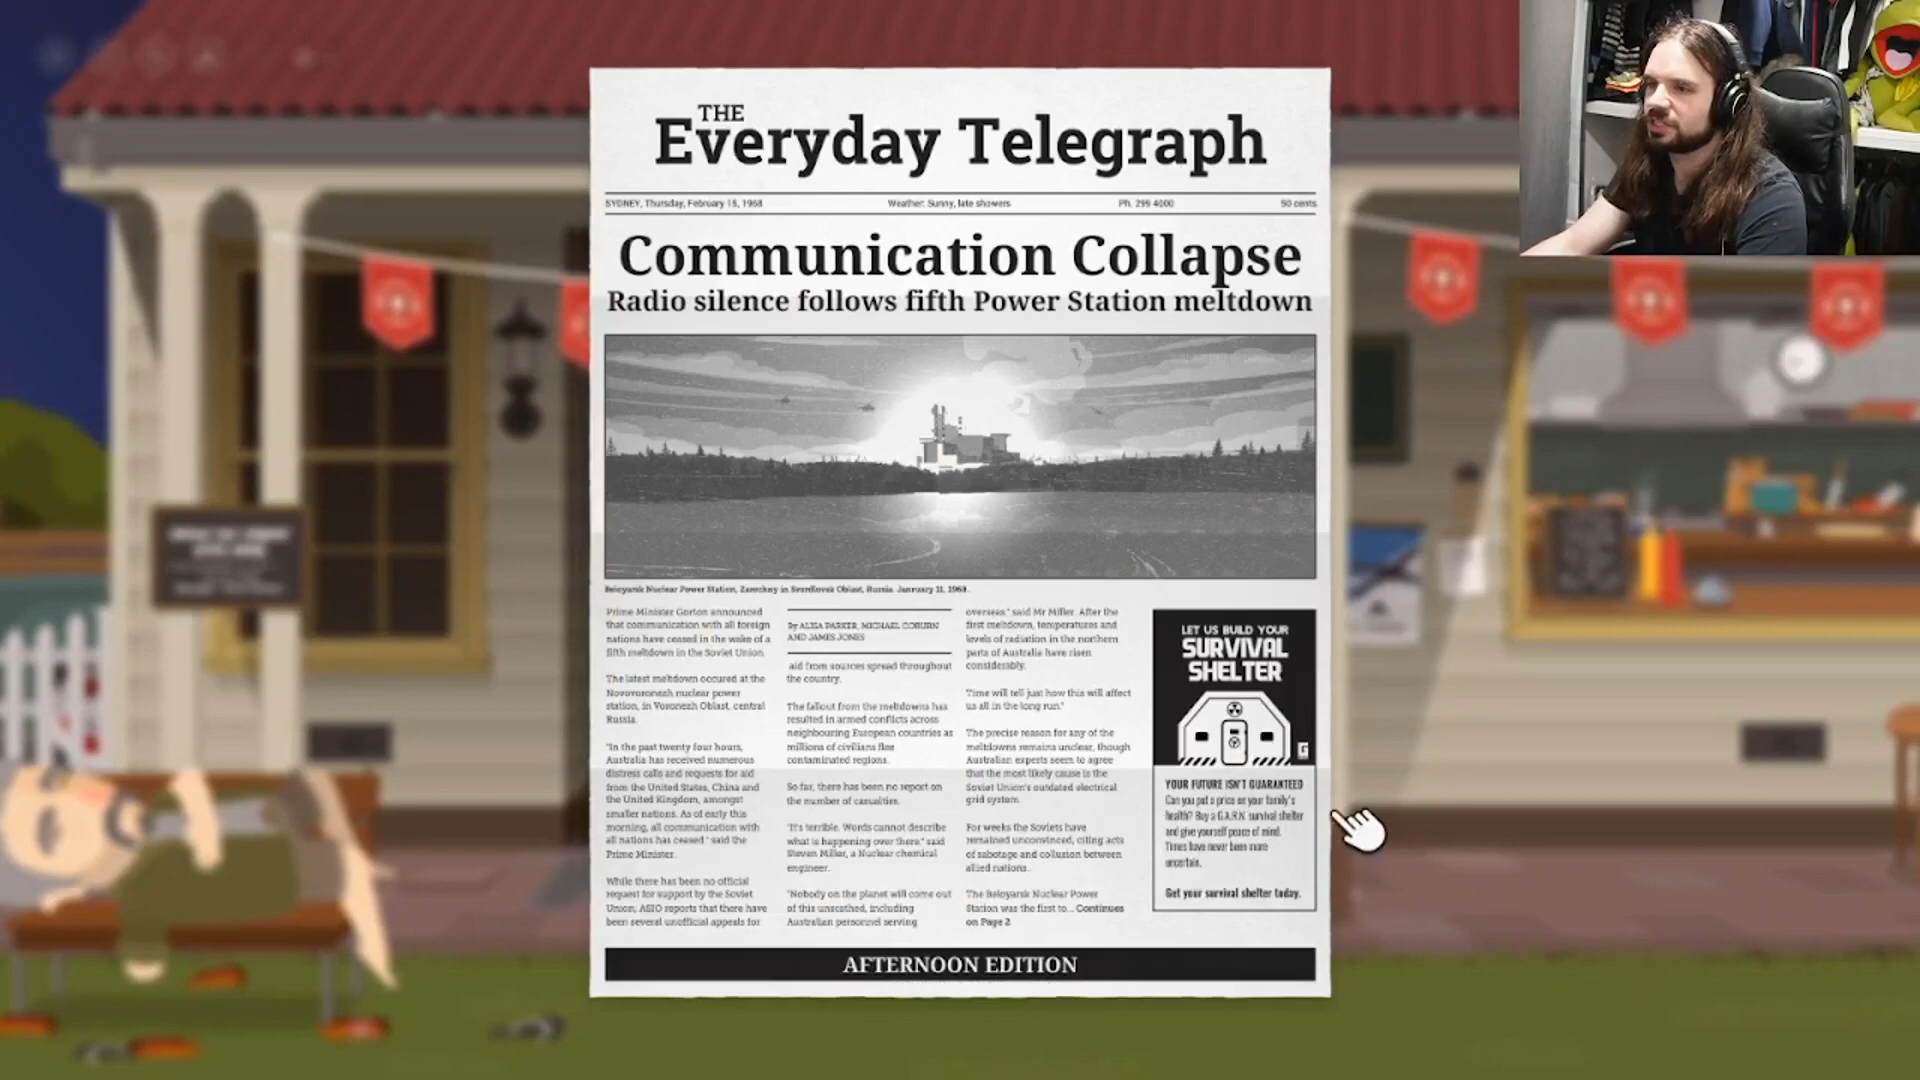 THE
Everyday Telegraph
SYDNEY, Thursday, February 15, 1968 Weather: Sunny, late showers Ph. 299 4000 50 cents
Communication Collapse
Radio silence follows fifth Power Station meltdown
Beloyarsk Nuclear Power Station, Zarechny in Sverdlovsk Oblast, Russia. January 11, 1968.
Prime Minister Gorton announced
that communication with all foreign
nations have ceased in the wake of a
fifth meltdown in the Soviet Union.
The latest meltdown occured at the
Novovoronezh nuclear power
station, in Voronezh Oblast, central
Russia.
"In the past twenty four hours,
Australia has received numerous
distress calls and requests for aid
from the United States, China and
the United Kingdom, amongst
smaller nations. As of early this
morning, all communication with
all nations has ceased." said the
Prime Minister.
While there has been no official
request for support by the Soviet
Union, ASIO reports that there have
been several unofficial appeals for
By ALISA PARKER, MICHAEL COBURN
AND JAMES JONES
aid from sources spread throughout
the country.
The fallout from the meltdowns has
resulted in armed conflicts across
neighbouring European countries as
millions of civilians flee
contaminated regions.
So far, there has been no report on
the number of casualties.
"It's terrible. Words cannot describe
what is happening over there." said
Steven Miller, a Nuclear chemical
engineer.
"Nobody on the planet will come out
of this unscathed, including
Australian personnel serving
overseas." said Mr Miller. After the
first meltdown, temperatures and
levels of radiation in the northern
parts of Australia have risen
considerably.
Time will tell just how this will affect
us all in the long run."
The precise reason for any of the
meltdowns remains unclear, though
Australian experts seem to agree
that the most likely cause is the
Soviet Union's outdated electrical
grid system.
For weeks the Soviets have
remained unconvinced, citing acts
of sabotage and collusion between
allied nations.
The Beloyarsk Nuclear Power
Station was the first to... Continues
on Page 2
LET US BUILD YOUR
SURVIVAL
SHELTER
G
YOUR FUTURE ISN'T GUARANTEED
Can you put a price on your family's
health? Buy a G.A.R.N. survival shelter
and give yourself peace of mind.
Times have never been more
uncertain.
Get your survival shelter today.
AFTERNOON EDITION